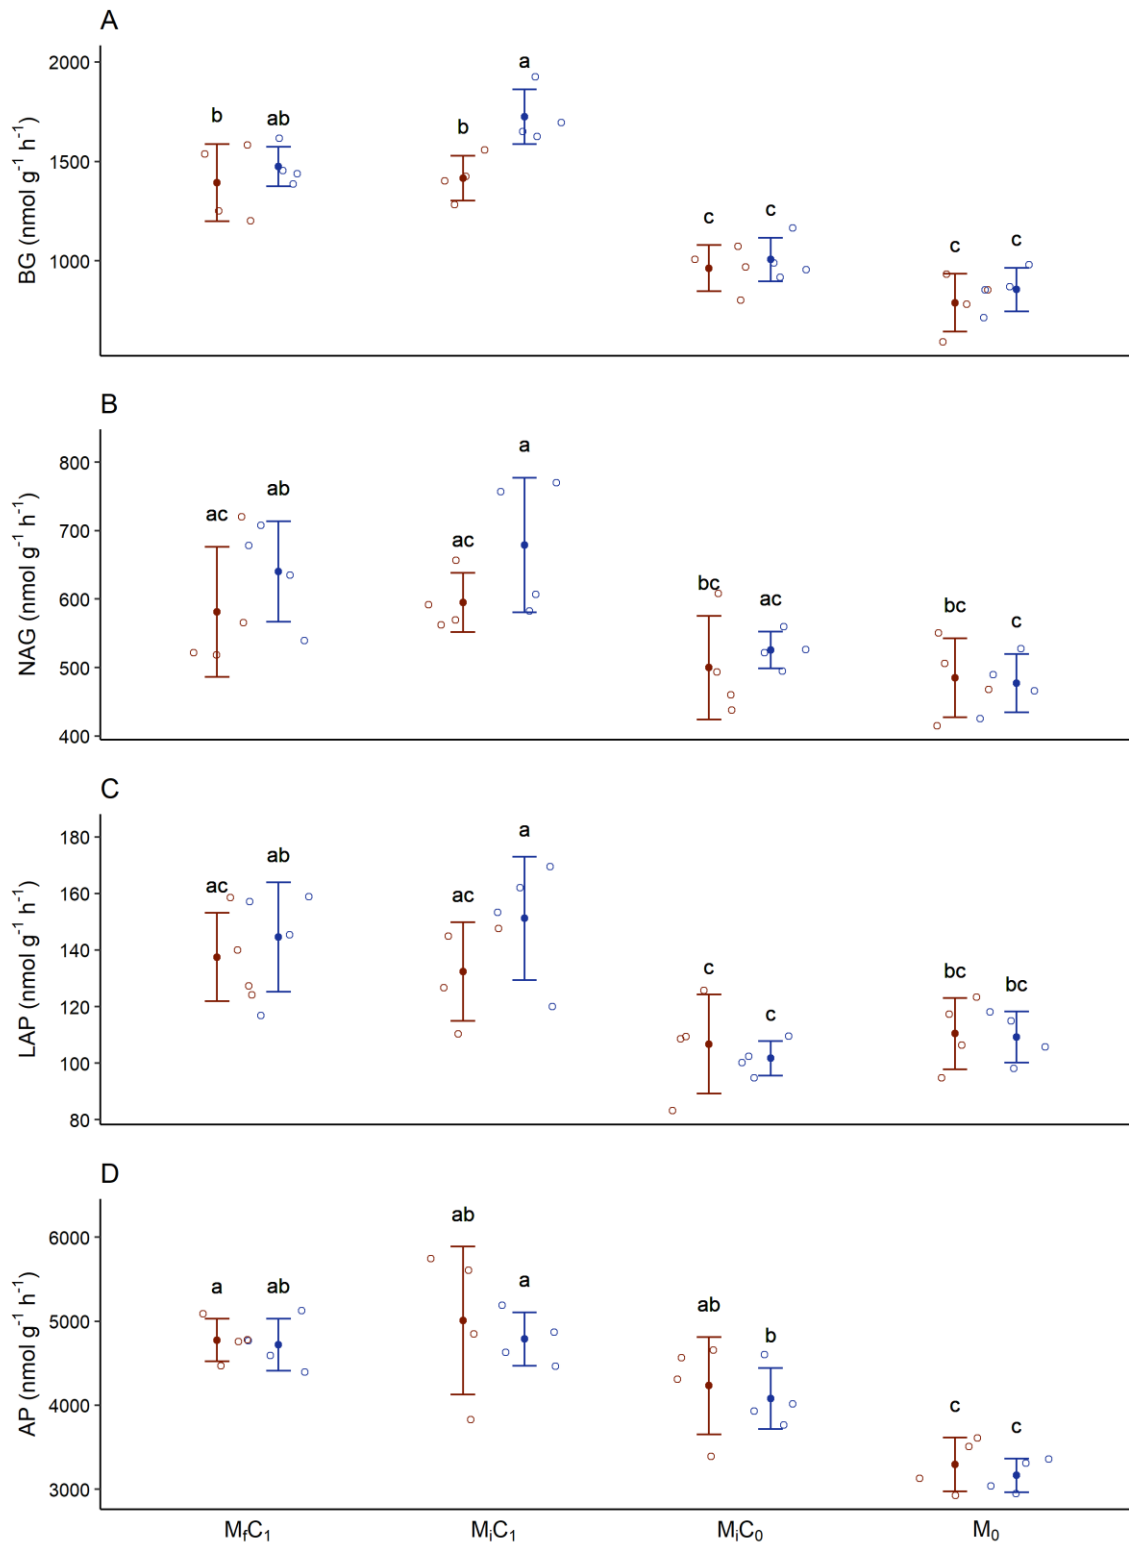 A
BG (nmol g⁻¹ h⁻¹)
2000
1500
1000
b
ab
b
a
c
c
c
c
B
NAG (nmol g⁻¹ h⁻¹)
800
700
600
500
400
ac
ab
ac
a
bc
ac
bc
c
C
LAP (nmol g⁻¹ h⁻¹)
180
160
140
120
100
80
ac
ab
ac
a
c
c
bc
bc
D
AP (nmol g⁻¹ h⁻¹)
6000
5000
4000
3000
a
ab
ab
a
ab
b
c
c
MfC₁ MᵢC₁ MᵢC₀ M₀